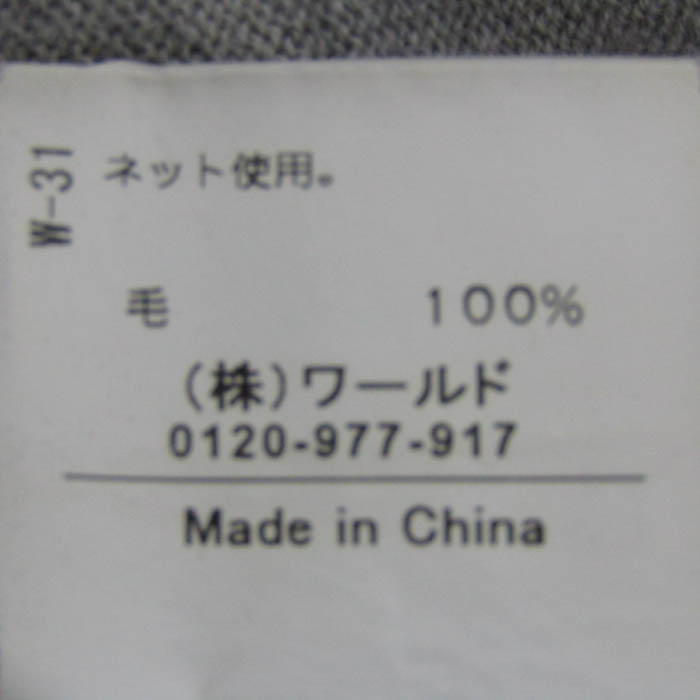 W-31
ネット使用。
毛 100%
(株)ワールド
0120-977-917
Made in China